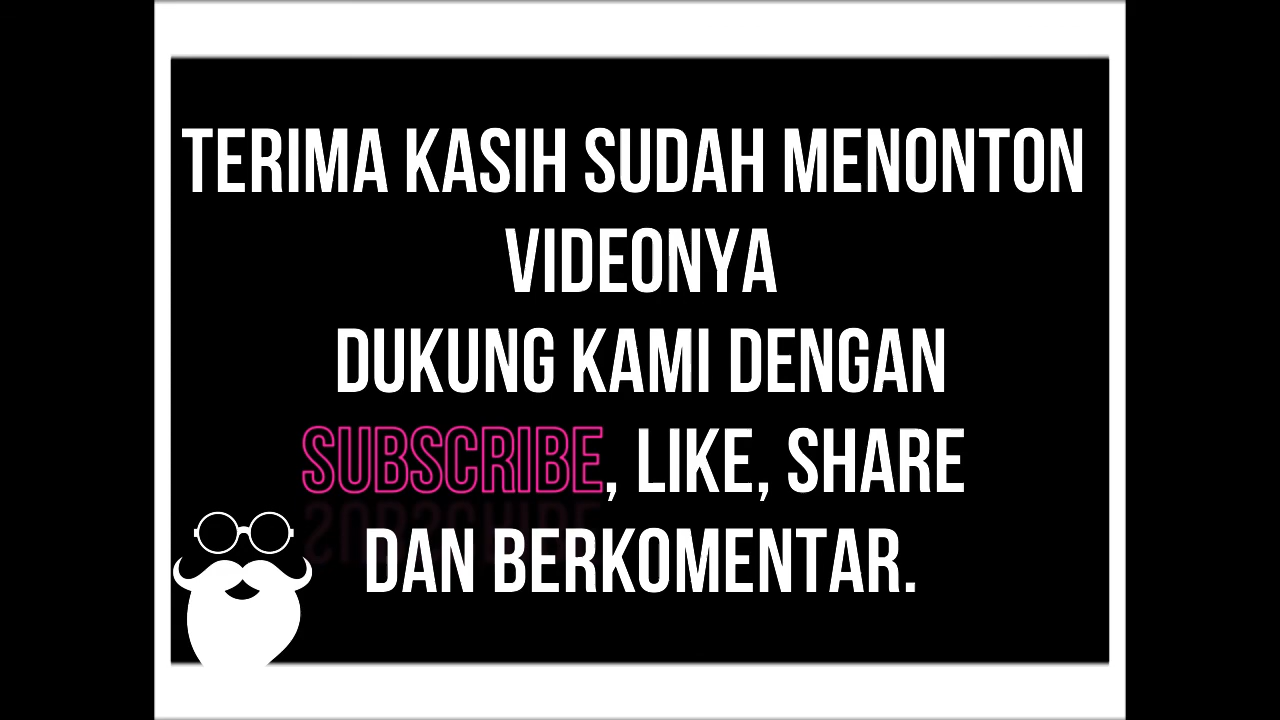 TERIMA KASIH SUDAH MENONTON
VIDEONYA
DUKUNG KAMI DENGAN
SUBSCRIBE, LIKE, SHARE
DAN BERKOMENTAR.